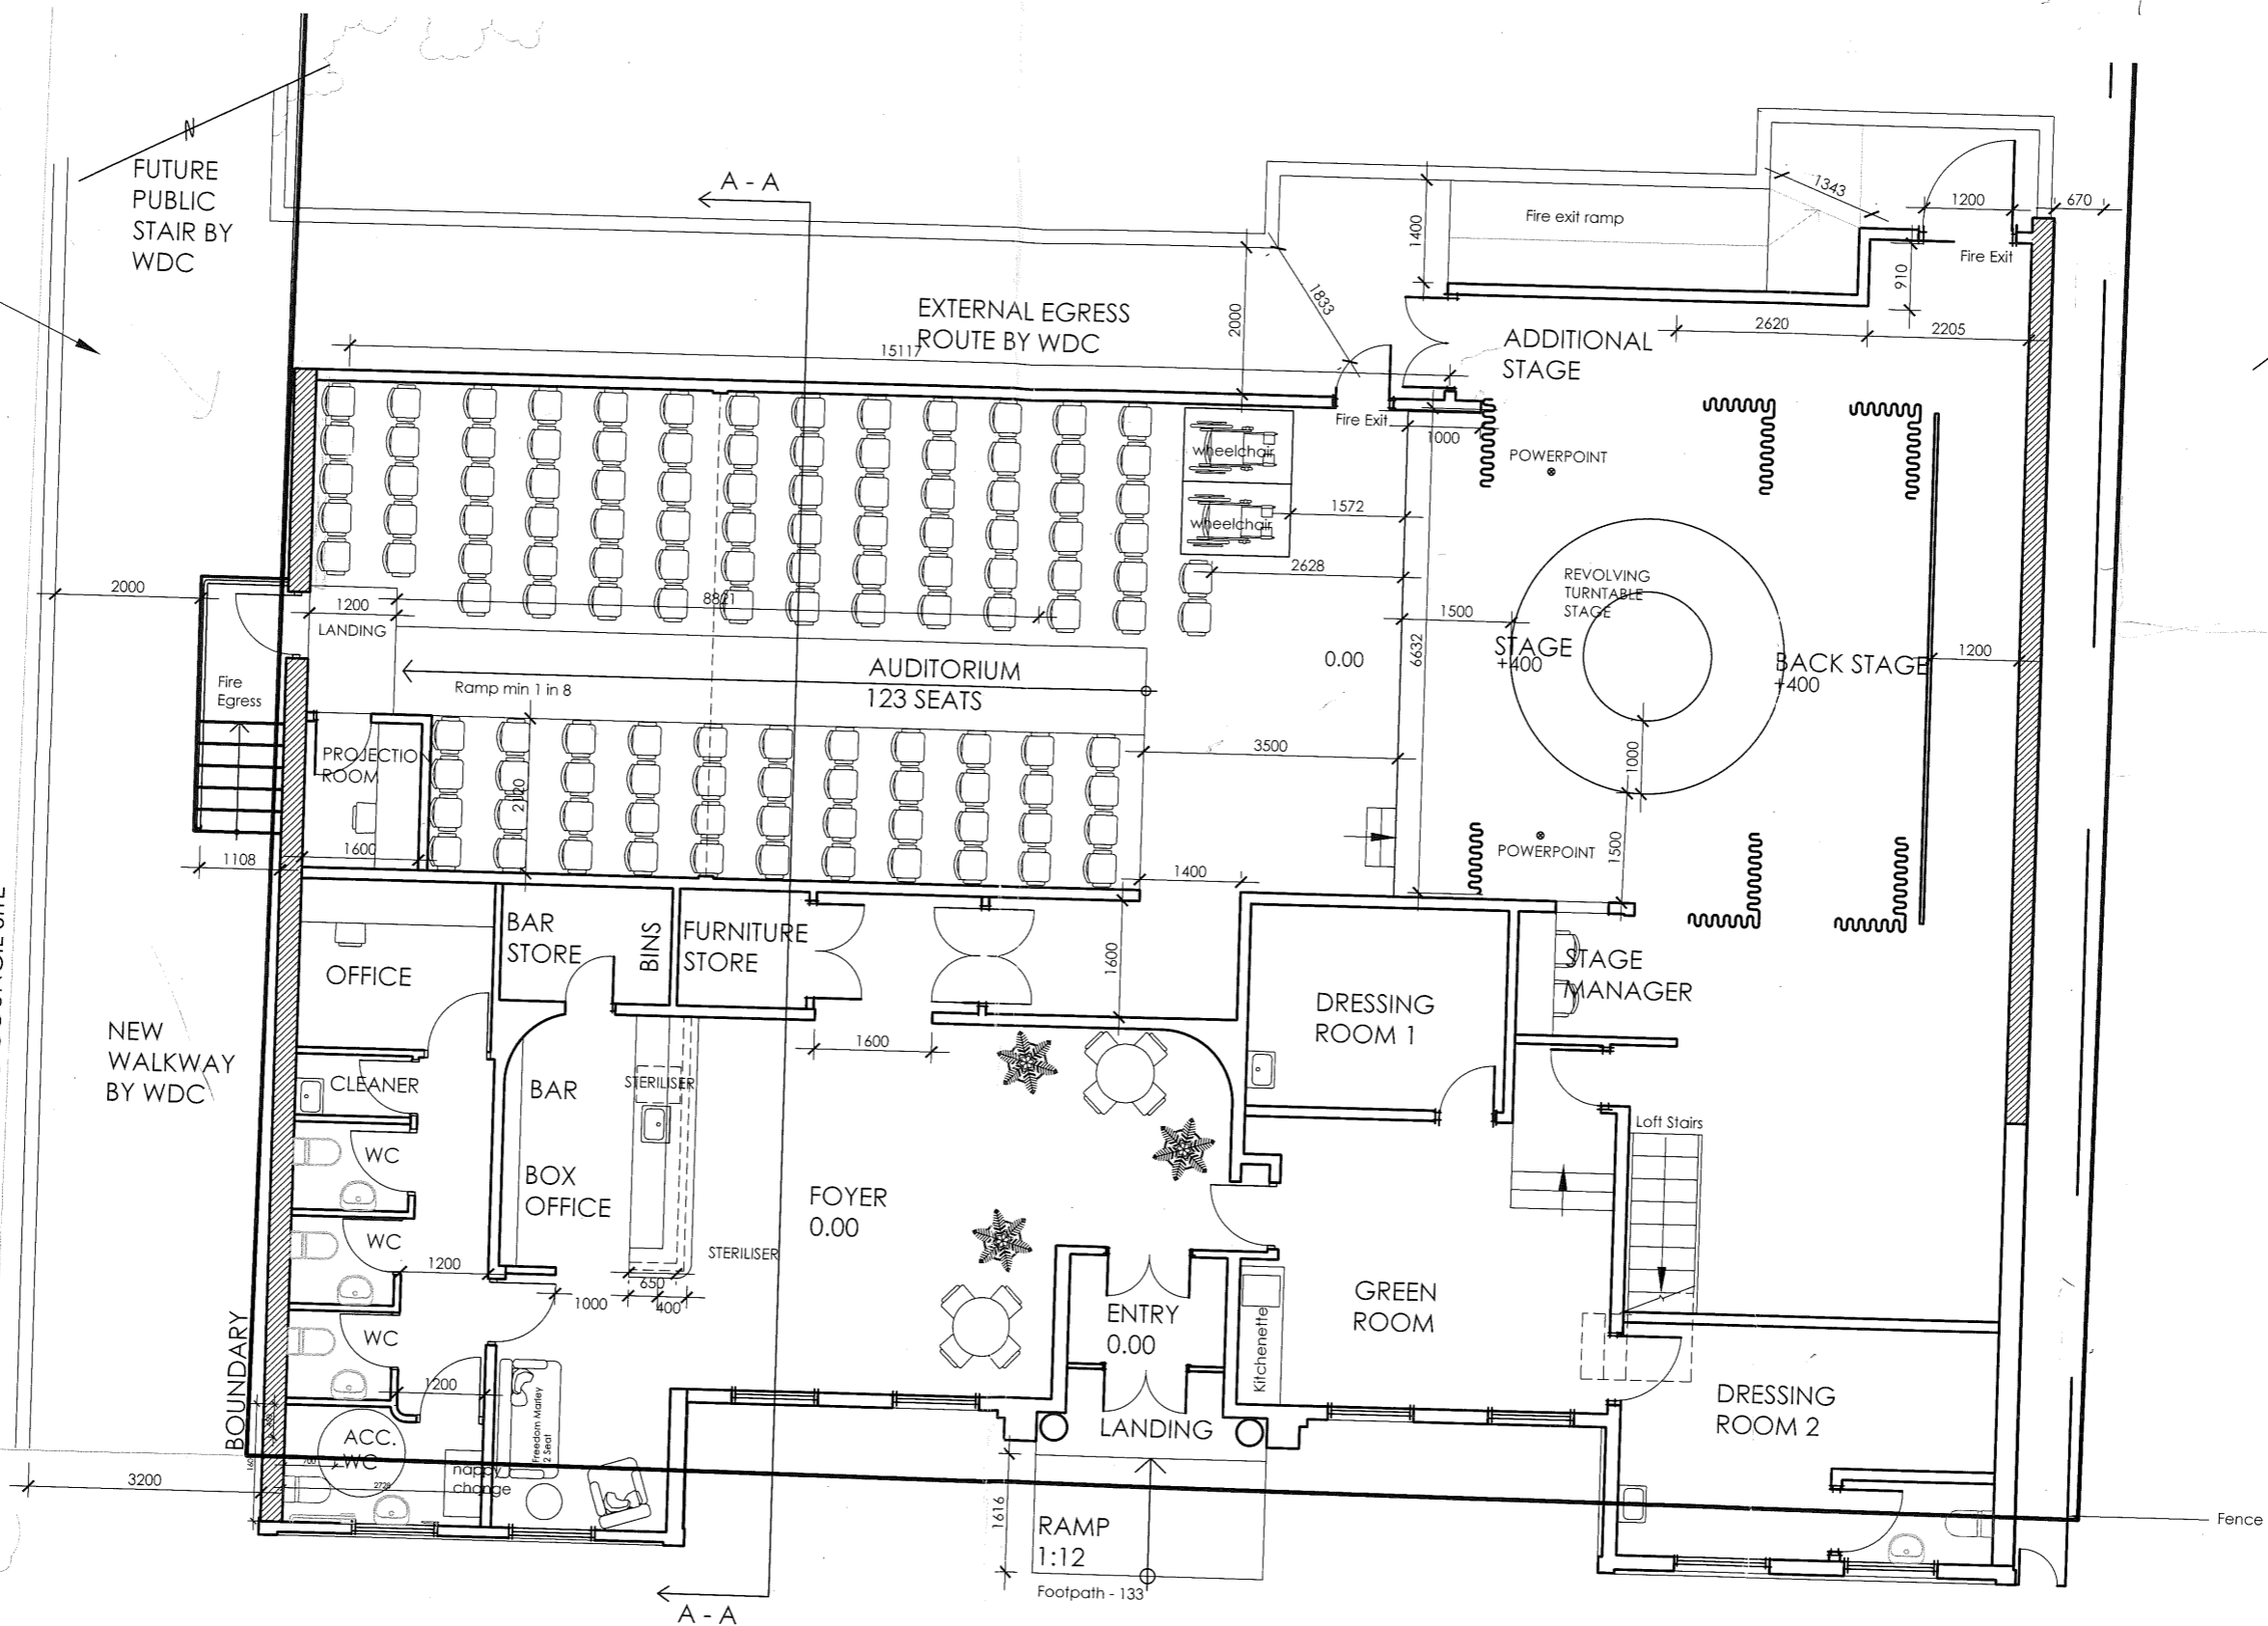 A - A
N
FUTURE
PUBLIC
STAIR BY
WDC
1343
1200
670
Fire exit ramp
1400
Fire Exit
910
EXTERNAL EGRESS
ROUTE BY WDC
15117
2000
1833
ADDITIONAL
STAGE
2620
2205
Fire Exit
1000
wheelchair
POWERPOINT
wheelchair
1572
2628
REVOLVING
TURNTABLE
STAGE
2000
1200
8821
1500
LANDING
6632
STAGE
+400
0.00
BACK STAGE
+400
1200
AUDITORIUM
123 SEATS
Ramp min 1 in 8
Fire
Egress
PROJECTION
ROOM
2120
3500
1000
POWERPOINT
1500
1108
1600
1400
BAR
STORE
BINS
FURNITURE
STORE
1600
OFFICE
STAGE
MANAGER
DRESSING
ROOM 1
NEW
WALKWAY
BY WDC
1600
CLEANER
BAR
STERILISER
Loft Stairs
WC
BOX
OFFICE
FOYER
0.00
WC
STERILISER
1200
650
1000
400
GREEN
ROOM
ENTRY
0.00
Kitchenette
WC
BOUNDARY
1200
Freedom Marley
2 Seat
DRESSING
ROOM 2
ACC.
WC
LANDING
700
nappy
change
2728
3200
1616
RAMP
1:12
Fence
Footpath - 133
A - A